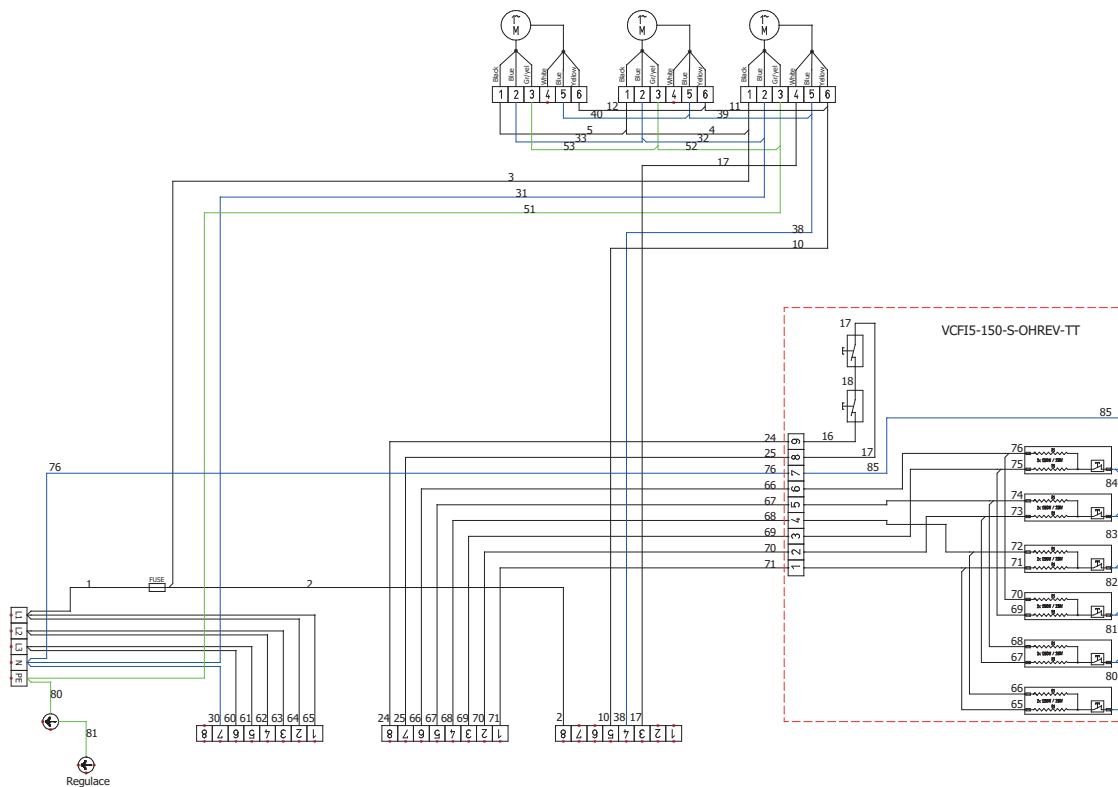 1~ M
1~ M
1~ M
Black Blue Gr/yel White Blue Yellow
Black Blue Gr/yel White Blue Yellow
Black Blue Gr/yel White Blue Yellow
1 2 3 4 5 6
1 2 3 4 5 6
1 2 3 4 5 6
12 11
40 39
5 4
33 32
53 52
17
3
31
51
38
10
VCFI5-150-S-OHREV-TT
17
18
85
24 9 16
25 8 17
76 76 7 85
66 6
67 5
68 4
69 3
70 2
71 1
76
75
84
74
73
83
72
71
82
70
69
81
68
67
80
66
65
1 FUSE 2
L1
L2
L3
N
PE
80
81
Regulace
30 60 61 62 63 64 65
8 7 6 5 4 3 2 1
24 25 66 67 68 69 70 71
8 7 6 5 4 3 2 1
2 10 38 17
8 7 6 5 4 3 2 1